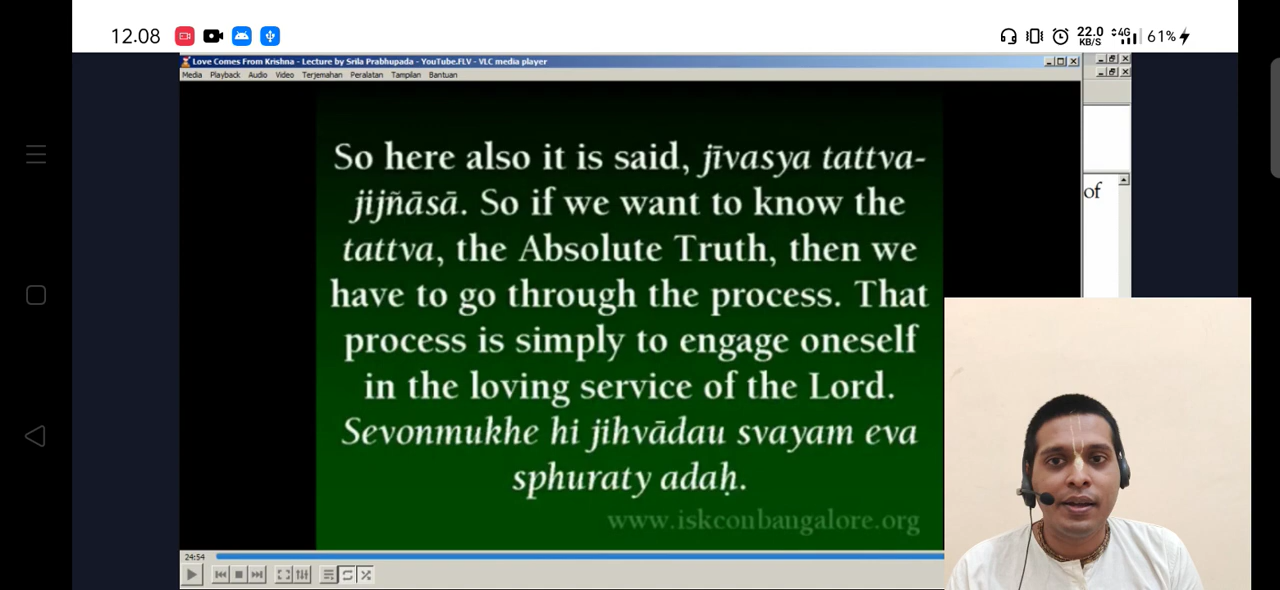 12.08
22.0
KB/S
4G
61%
Love Comes From Krishna - Lecture by Srila Prabhupada - YouTube.FLV - VLC media player
Media Playback Audio Video Terjemahan Peralatan Tampilan Bantuan
So here also it is said, jīvasya tattva-
jijñāsā. So if we want to know the
tattva, the Absolute Truth, then we
have to go through the process. That
process is simply to engage oneself
in the loving service of the Lord.
Sevonmukhe hi jihvādau svayam eva
sphuraty adaḥ.
www.iskconbangalore.org
of
24:54